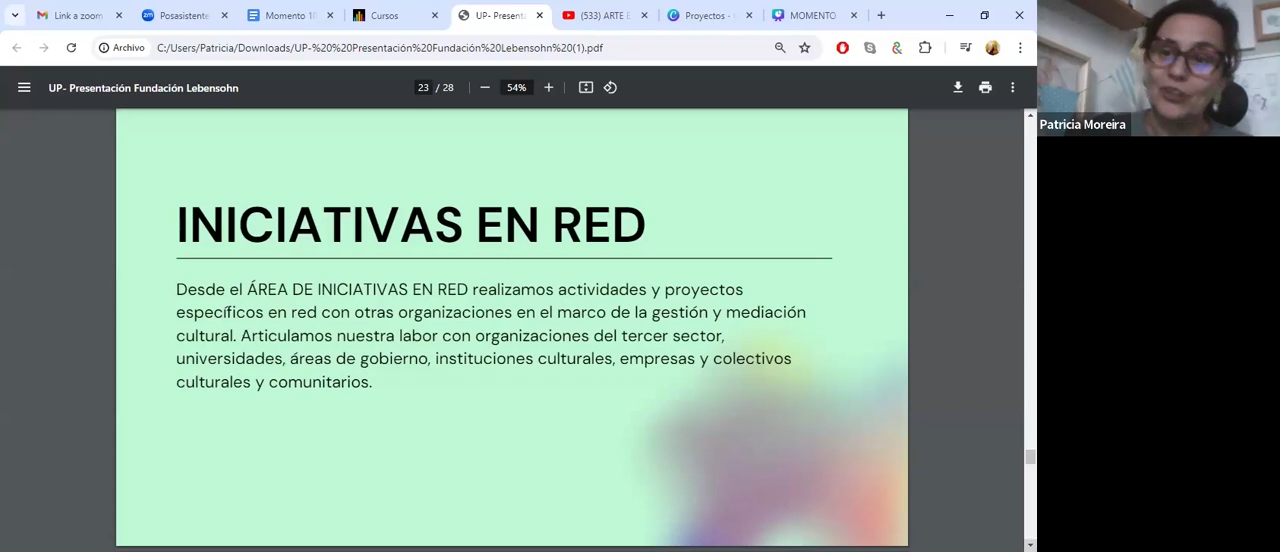 Link a zoom
Posasistente
Momento 1
Cursos
UP- Presenta
(533) ARTE E
Proyectos -
MOMENTO
Archivo
C:/Users/Patricia/Downloads/UP-%20%20Presentación%20Fundación%20Lebensohn%20(1).pdf
UP- Presentación Fundación Lebensohn
23 / 28
54%
Patricia Moreira
INICIATIVAS EN RED
Desde el ÁREA DE INICIATIVAS EN RED realizamos actividades y proyectos
específicos en red con otras organizaciones en el marco de la gestión y mediación
cultural. Articulamos nuestra labor con organizaciones del tercer sector,
universidades, áreas de gobierno, instituciones culturales, empresas y colectivos
culturales y comunitarios.